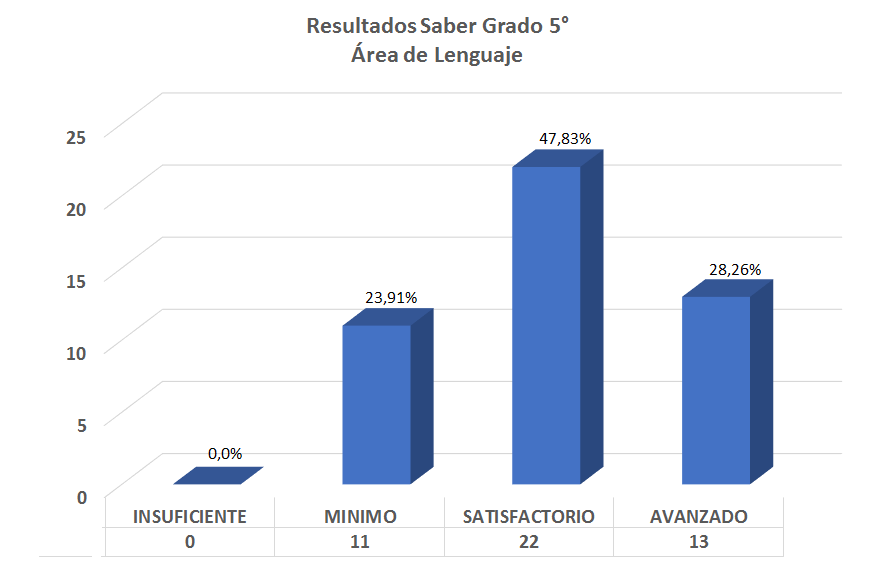 Resultados Saber Grado 5°
Área de Lenguaje
25
20
15
10
5
0
0,0%
23,91%
47,83%
28,26%
INSUFICIENTE MINIMO SATISFACTORIO AVANZADO
0 11 22 13